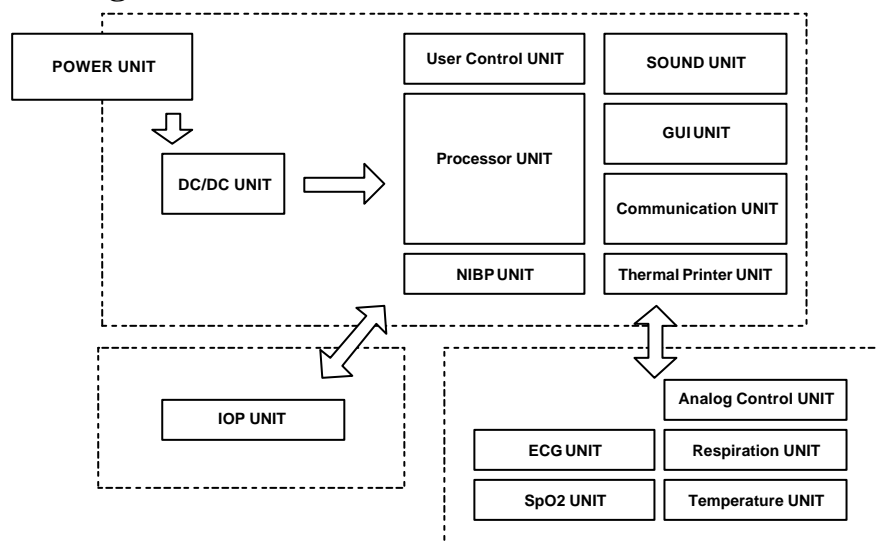 POWER UNIT
User Control UNIT
SOUND UNIT
GUI UNIT
Processor UNIT
DC/DC UNIT
Communication UNIT
NIBP UNIT
Thermal Printer UNIT
IOP UNIT
Analog Control UNIT
ECG UNIT
Respiration UNIT
SpO2 UNIT
Temperature UNIT